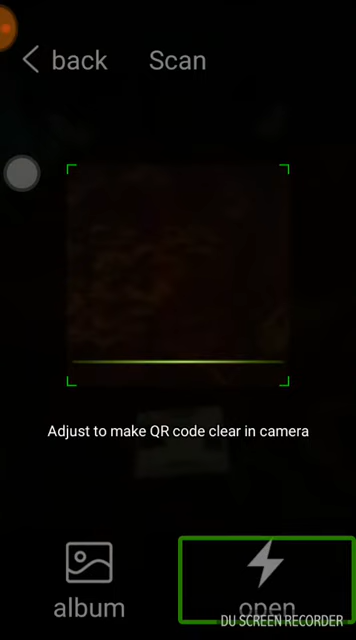 back Scan
Adjust to make QR code clear in camera
album open
DU SCREEN RECORDER